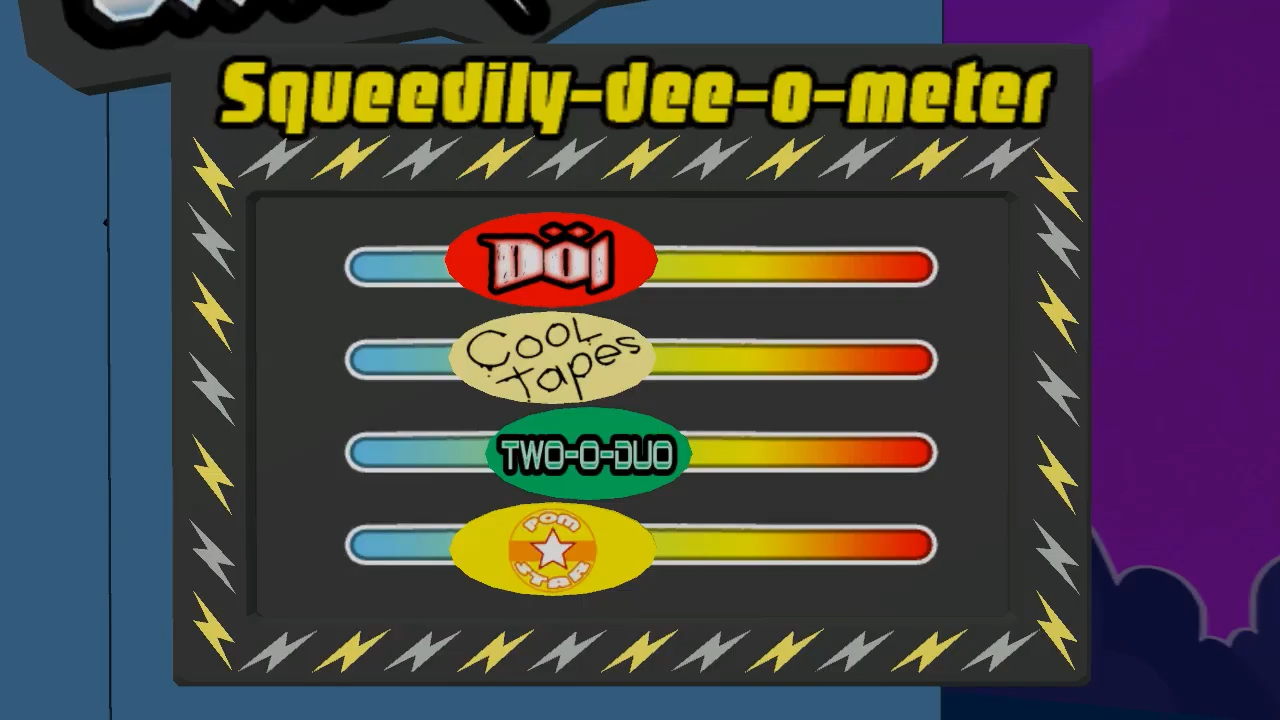 Squeedily-dee-o-meter
DÖI
COOL
TAPES
TWO-O-DUO
POM
STAR